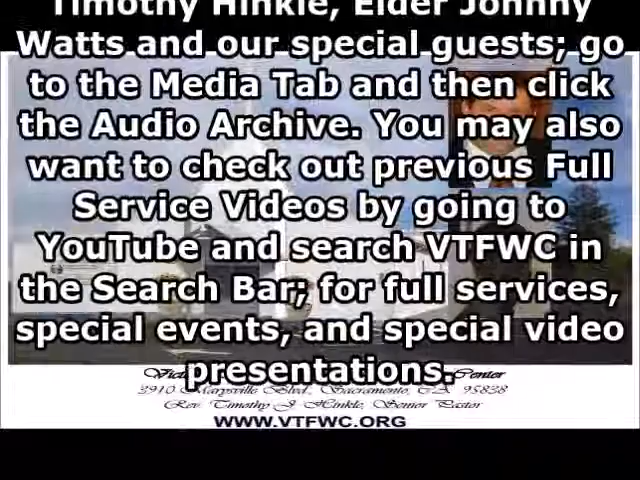 Timothy Hinkle, Elder Johnny
Watts and our special guests; go
to the Media Tab and then click
the Audio Archive. You may also
want to check out previous Full
Service Videos by going to
YouTube and search VTFWC in
the Search Bar; for full services,
special events, and special video
presentations.
Center
3910 Marysville Blvd., Sacramento, CA 95838
Rev. Timothy J. Hinkle, Senior Pastor
WWW.VTFWC.ORG